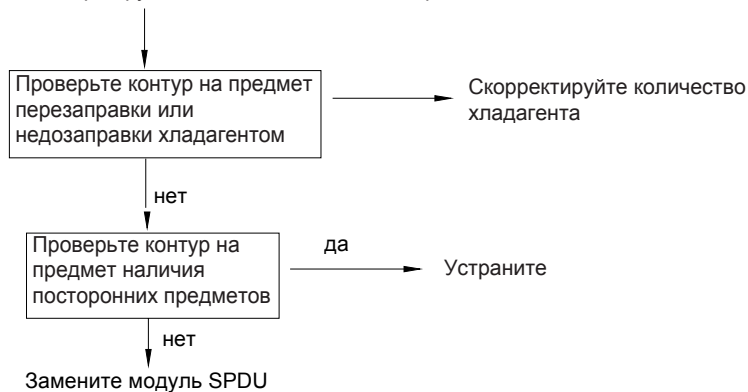 Проверьте контур на предмет
перезаправки или
недозаправки хладагентом
Скорректируйте количество
хладагента
нет
Проверьте контур на
предмет наличия
посторонних предметов
да
Устраните
нет
Замените модуль SPDU